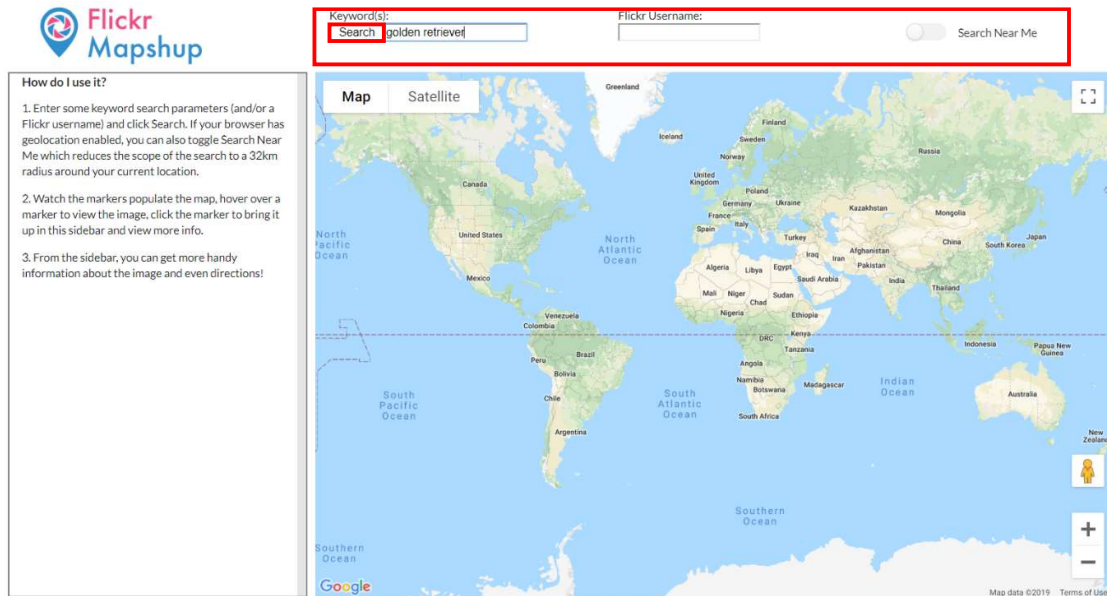 Flickr
Mapshup
Keyword(s):
Search golden retriever
Flickr Username:
Search Near Me
How do I use it?
1. Enter some keyword search parameters (and/or a
Flickr username) and click Search. If your browser has
geolocation enabled, you can also toggle Search Near
Me which reduces the scope of the search to a 32km
radius around your current location.
2. Watch the markers populate the map, hover over a
marker to view the image, click the marker to bring it
up in this sidebar and view more info.
3. From the sidebar, you can get more handy
information about the image and even directions!
Map
Satellite
Greenland
Iceland
Finland
Sweden
Norway
Russia
United
Kingdom
Canada
Poland
Germany
Ukraine
France
Kazakhstan
Mongolia
Italy
Spain
North
Pacific
Ocean
United States
North
Atlantic
Ocean
Turkey
China
South Korea
Japan
Iraq
Iran
Afghanistan
Pakistan
Algeria
Libya
Egypt
Saudi Arabia
India
Mexico
Mali
Niger
Chad
Sudan
Thailand
Venezuela
Nigeria
Ethiopia
Colombia
DRC
Kenya
Indonesia
Papua New
Guinea
Tanzania
Peru
Brazil
Angola
Bolivia
Namibia
Botswana
Madagascar
Indian
Ocean
South
Pacific
Ocean
Chile
South
Atlantic
Ocean
Australia
South Africa
Argentina
New
Zealand
Southern
Ocean
Southern
Ocean
Google
Map data ©2019
Terms of Use